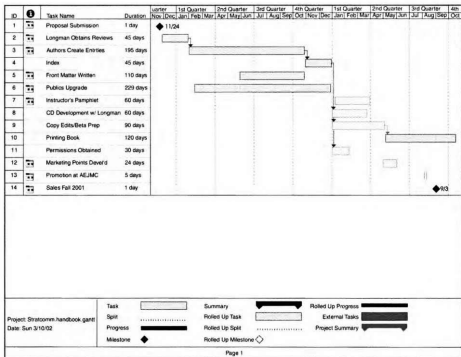 uarter 1st Quarter 2nd Quarter 3rd Quarter 4th Quarter 1st Quarter 2nd Quarter 3rd Quarter 4th
ID Task Name Duration Nov Dec Jan Feb Mar Apr May Jun Jul Aug Sep Oct Nov Dec Jan Feb Mar Apr May Jun Jul Aug Sep Oct
1 Proposal Submission 1 day 11/24
2 Longman Obtains Reviews 45 days
3 Authors Create Entries 195 days
4 Index 45 days
5 Front Matter Written 110 days
6 Publics Upgrade 229 days
7 Instructor's Pamphlet 60 days
8 CD Development w/ Longman 60 days
9 Copy Edits/Beta Prep 90 days
10 Printing Book 120 days
11 Permissions Obtained 30 days
12 Marketing Points Devel'd 24 days
13 Promotion at AEJMC 5 days
14 Sales Fall 2001 1 day 9/3
Project: Stratcomm.handbook.gantt
Date: Sun 3/10/02
Task Summary Rolled Up Progress
Split Rolled Up Task External Tasks
Progress Rolled Up Split Project Summary
Milestone Rolled Up Milestone
Page 1